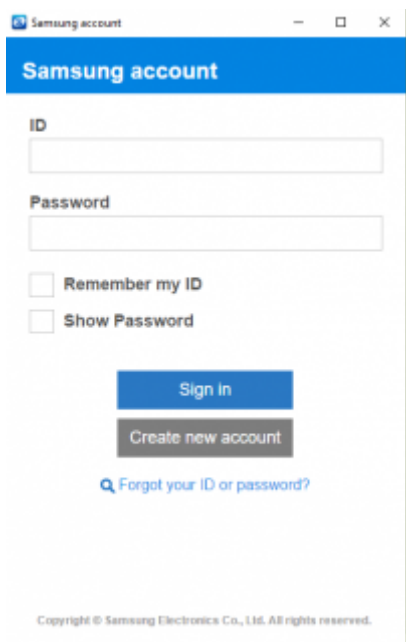 Samsung account
Samsung account
ID
Password
Remember my ID
Show Password
Sign in
Create new account
Forgot your ID or password?
Copyright © Samsung Electronics Co., Ltd. All rights reserved.